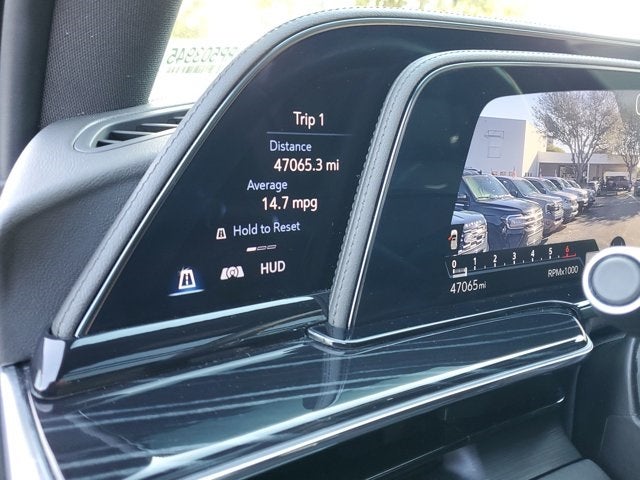 Trip 1
Distance
47065.3 mi
Average
14.7 mpg
Hold to Reset
HUD
0 1 2 3 4 5 6
RPMx1000
47065mi